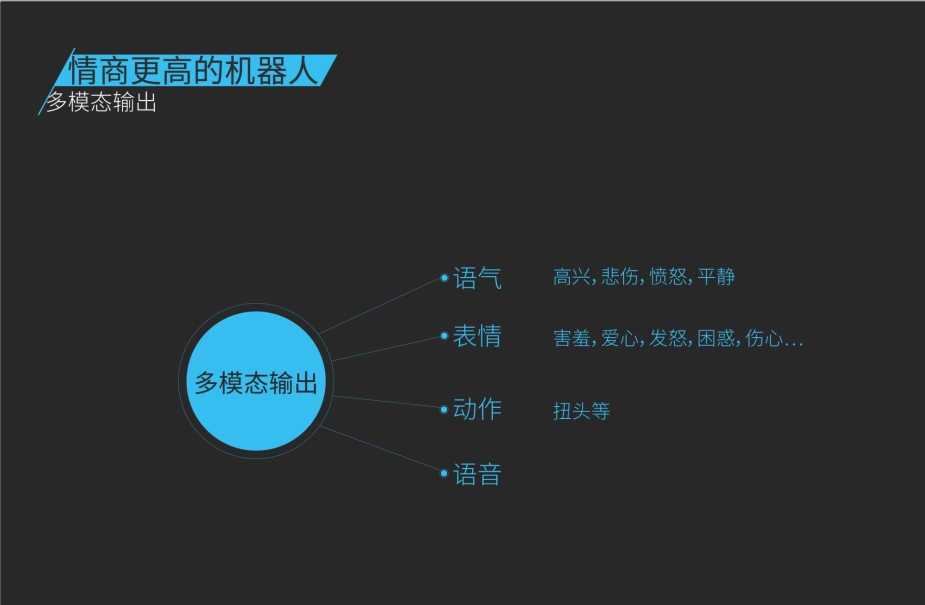 情商更高的机器人
多模态输出
多模态输出
语气 高兴，悲伤，愤怒，平静
表情 害羞，爱心，发怒，困惑，伤心...
动作 扭头等
语音